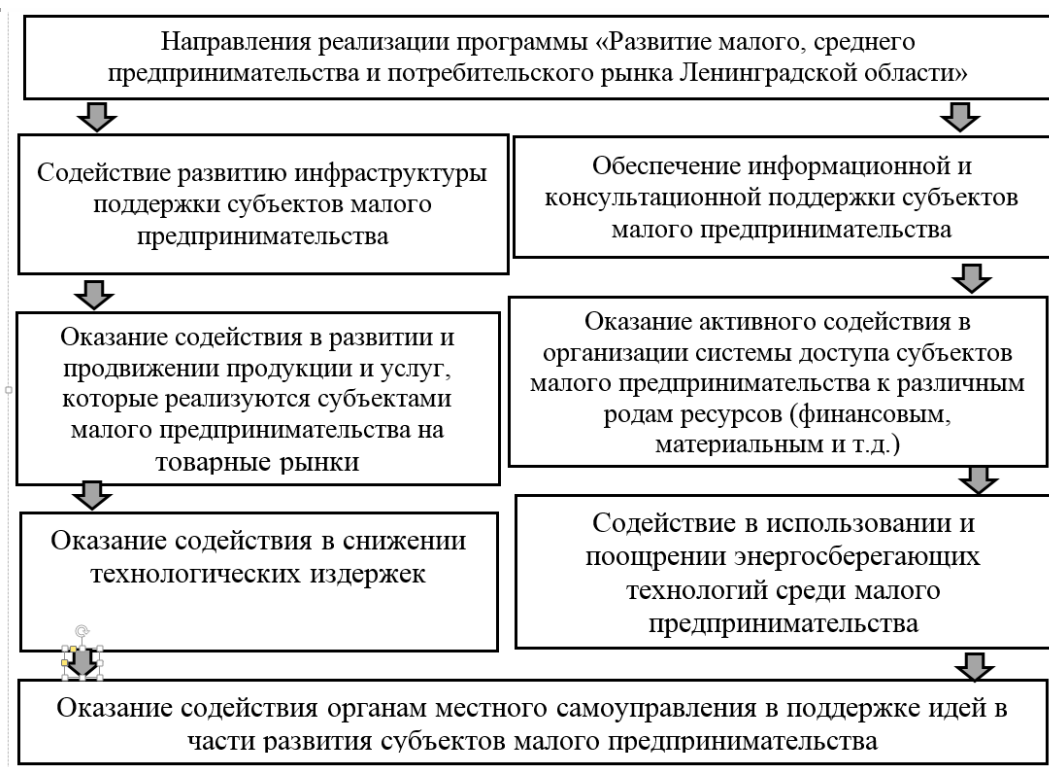 Направления реализации программы «Развитие малого, среднего
предпринимательства и потребительского рынка Ленинградской области»
Содействие развитию инфраструктуры
поддержки субъектов малого
предпринимательства
Обеспечение информационной и
консультационной поддержки субъектов
малого предпринимательства
Оказание содействия в развитии и
продвижении продукции и услуг,
которые реализуются субъектами
малого предпринимательства на
товарные рынки
Оказание активного содействия в
организации системы доступа субъектов
малого предпринимательства к различным
родам ресурсов (финансовым,
материальным и т.д.)
Оказание содействия в снижении
технологических издержек
Содействие в использовании и
поощрении энергосберегающих
технологий среди малого
предпринимательства
Оказание содействия органам местного самоуправления в поддержке идей в
части развития субъектов малого предпринимательства